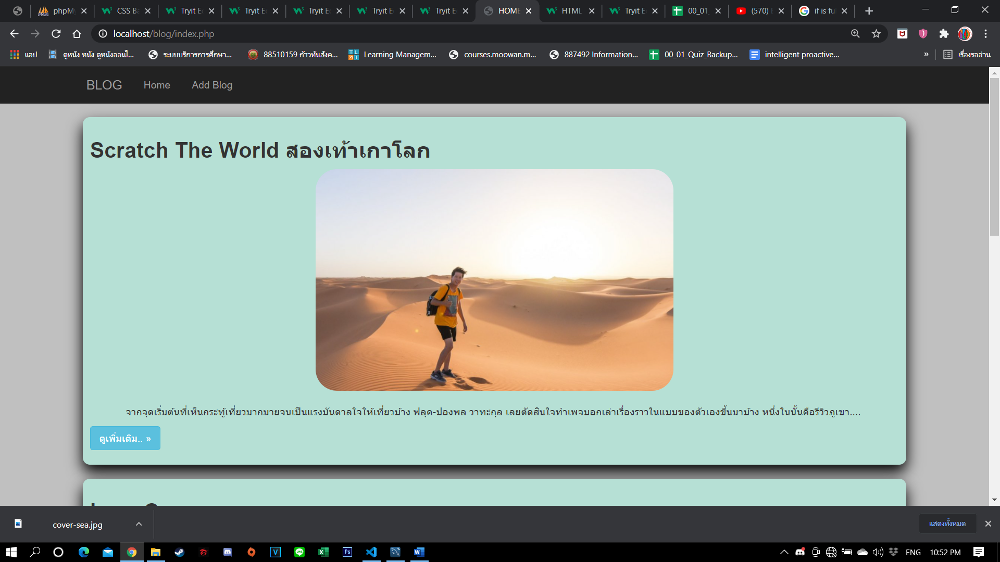 phpMy
CSS Ba
Tryit Ec
Tryit Ec
Tryit Ec
Tryit Ec
Tryit Ec
HOME
HTML
Tryit Ec
00_01_
(570)
if is fu
localhost/blog/index.php
แอป
ดูหนัง หนัง ดูหนังออนไ...
ระบบบริการการศึกษา...
88510159 ก้าวทันสังค...
Learning Managem...
courses.moowan.m...
887492 Information...
00_01_Quiz_Backup...
intelligent proactive...
»
เรื่องรออ่าน
BLOG Home Add Blog
Scratch The World สองเท้าเกาโลก
จากจุดเริ่มต้นที่เห็นกระทู้เที่ยวมากมายจนเป็นแรงบันดาลใจให้เที่ยวบ้าง ฟลุค-ปองพล วาทะกุล เลยตัดสินใจทำเพจบอกเล่าเรื่องราวในแบบของตัวเองขึ้นมาบ้าง หนึ่งในนั้นคือรีวิวภูเขา....
ดูเพิ่มเติม.. »
cover-sea.jpg
แสดงทั้งหมด
ENG
10:52 PM